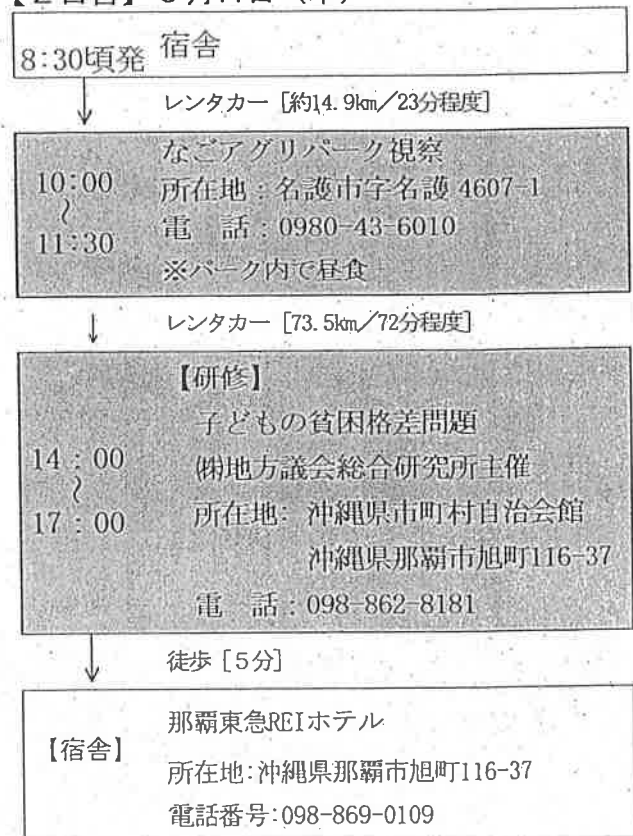 宿舎
8:30頃発
レンタカー [約14.9km/23分程度]
なごアグリパーク視察
10:00
〜
11:30
所在地:名護市字名護 4607-1
電 話:0980-43-6010
※パーク内で昼食
レンタカー [73.5km/72分程度]
【研修】
子どもの貧困格差問題
14:00
〜
17:00
㈱地方議会総合研究所主催
所在地: 沖縄県市町村自治会館
沖縄県那覇市旭町116-37
電 話:098-862-8181
徒歩 [5分]
【宿舎】
那覇東急REIホテル
所在地:沖縄県那覇市旭町116-37
電話番号:098-869-0109